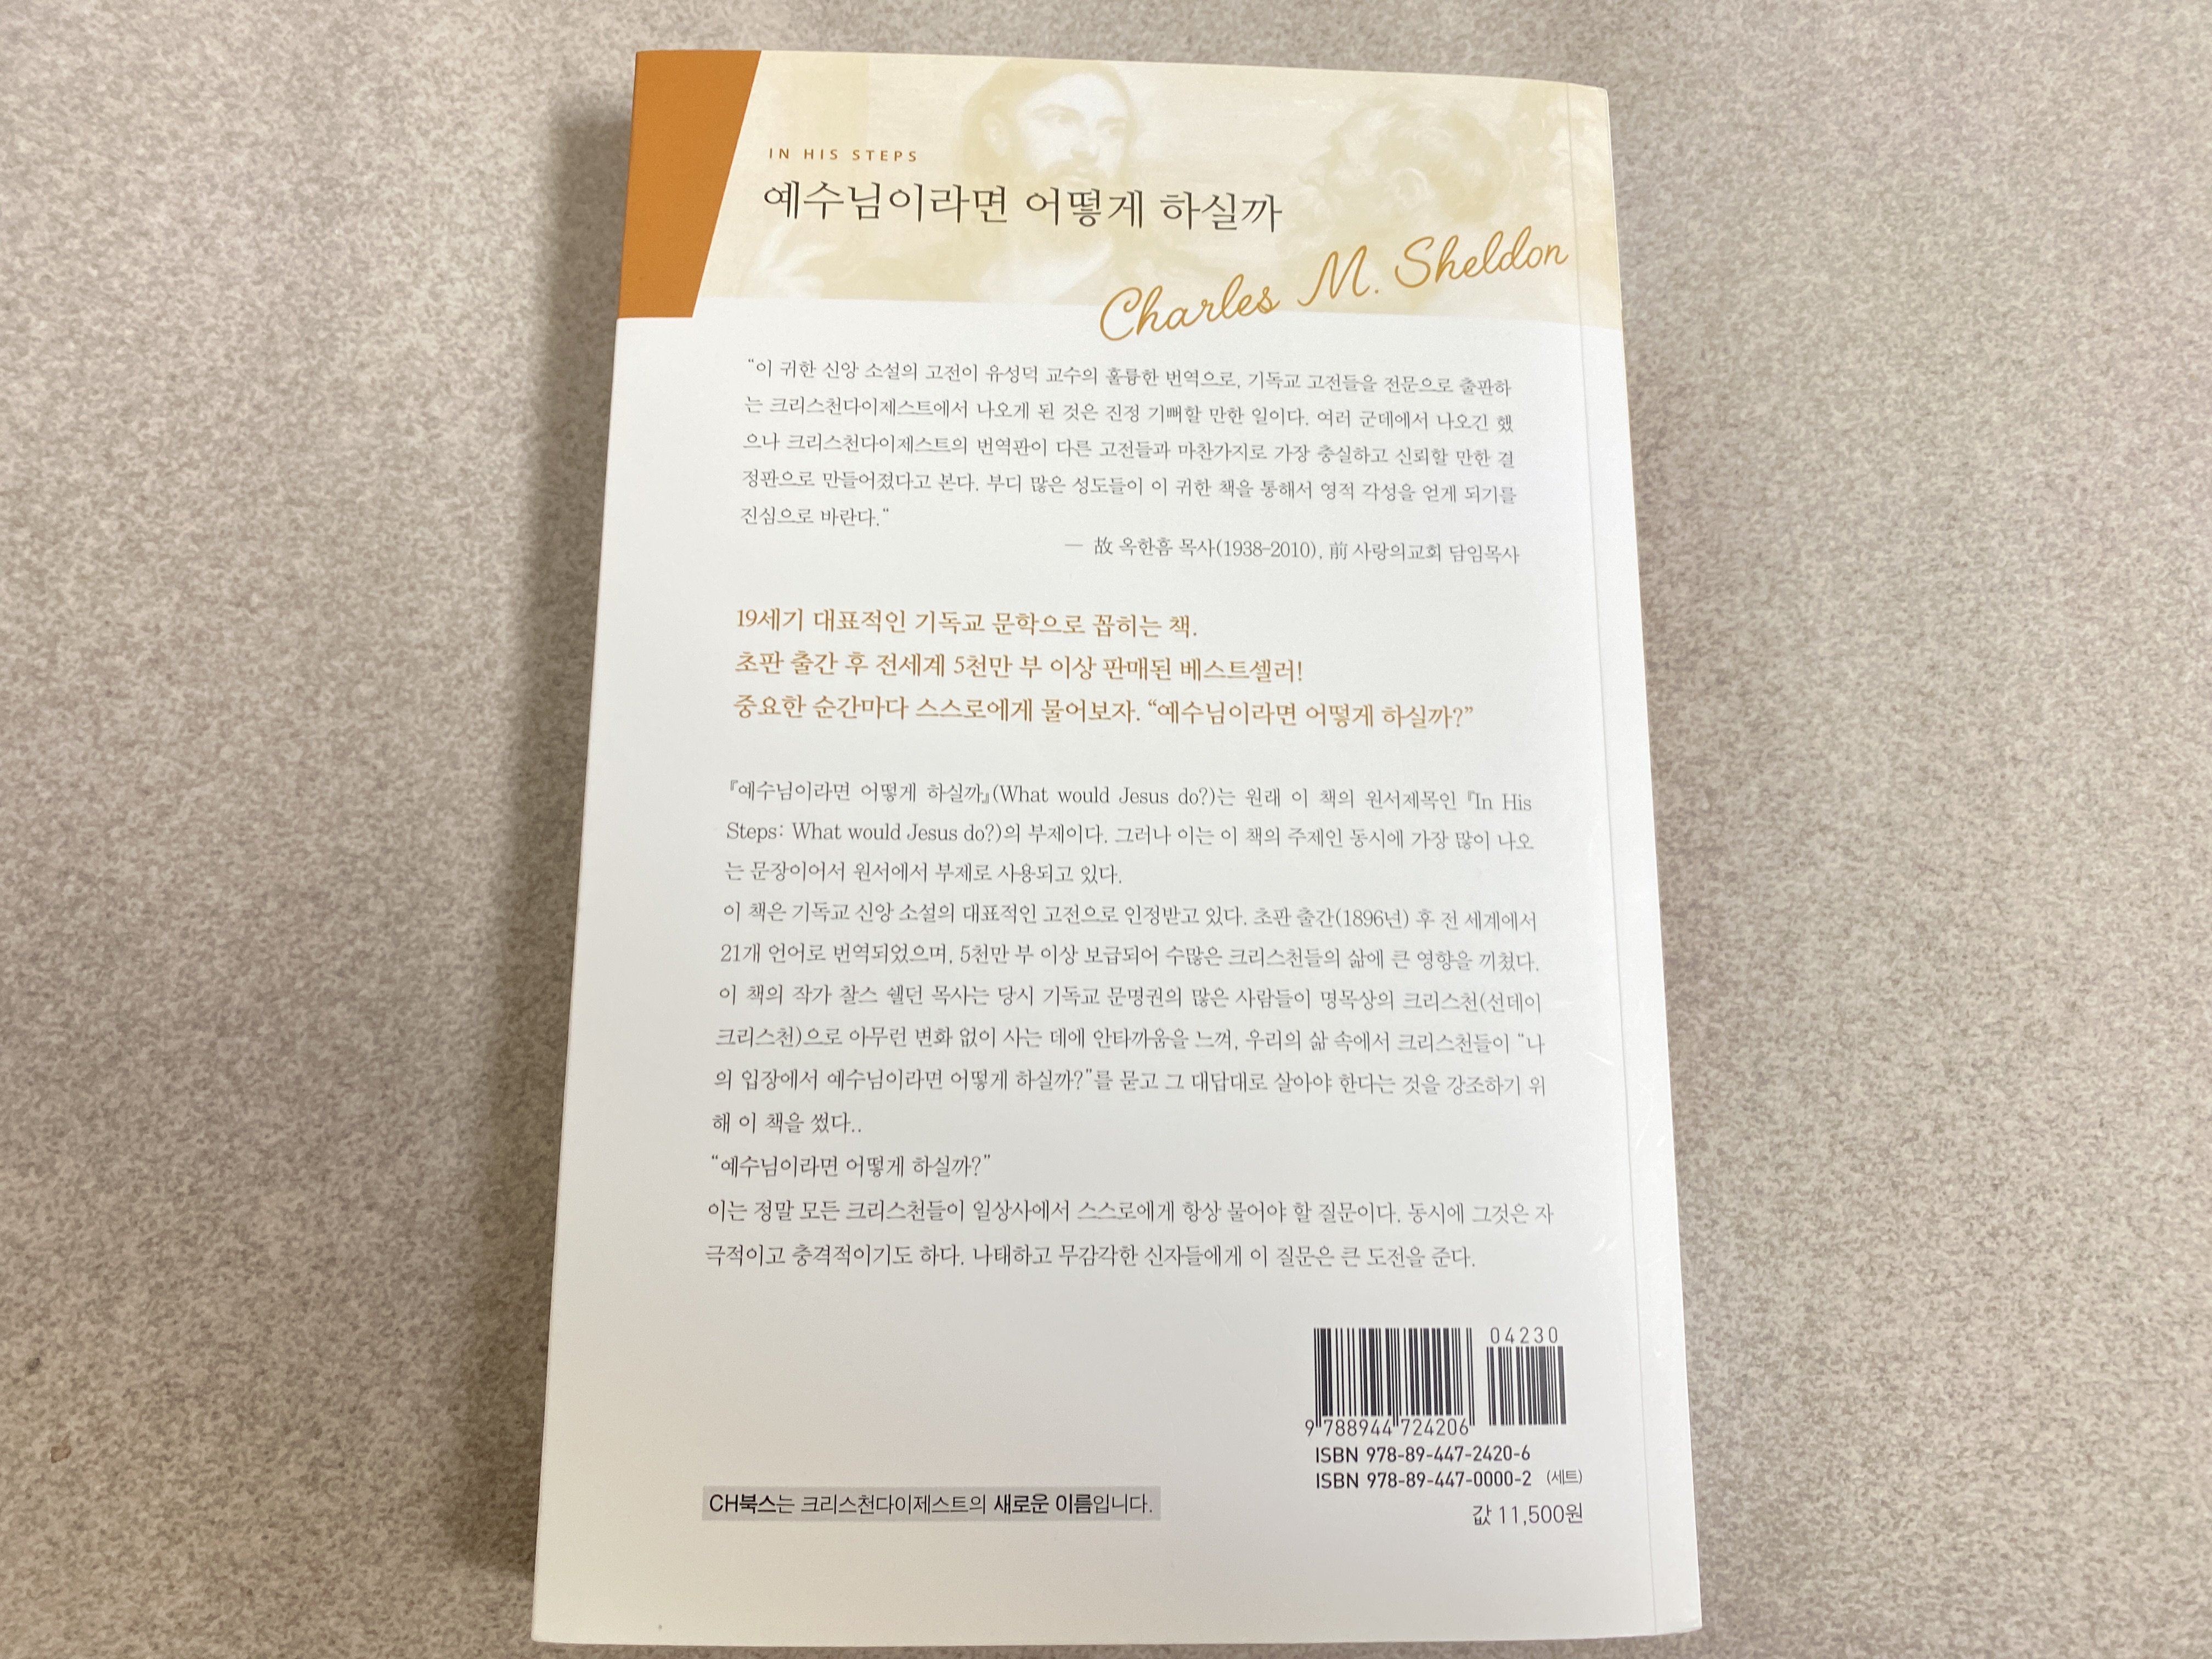 IN HIS STEPS
예수님이라면 어떻게 하실까
Charles M. Sheldon
“이 귀한 신앙 소설의 고전이 유성덕 교수의 훌륭한 번역으로, 기독교 고전들을 전문으로 출판하
는 크리스천다이제스트에서 나오게 된 것은 진정 기뻐할 만한 일이다. 여러 군데에서 나오긴 했
으나 크리스천다이제스트의 번역판이 다른 고전들과 마찬가지로 가장 충실하고 신뢰할 만한 결
정판으로 만들어졌다고 본다. 부디 많은 성도들이 이 귀한 책을 통해서 영적 각성을 얻게 되기를
진심으로 바란다.“
— 故 옥한흠 목사(1938-2010), 前 사랑의교회 담임목사
19세기 대표적인 기독교 문학으로 꼽히는 책.
초판 출간 후 전세계 5천만 부 이상 판매된 베스트셀러!
중요한 순간마다 스스로에게 물어보자. “예수님이라면 어떻게 하실까?”
『예수님이라면 어떻게 하실까』(What would Jesus do?)는 원래 이 책의 원서제목인 『In His
Steps: What would Jesus do?)의 부제이다. 그러나 이는 이 책의 주제인 동시에 가장 많이 나오
는 문장이어서 원서에서 부제로 사용되고 있다.
이 책은 기독교 신앙 소설의 대표적인 고전으로 인정받고 있다. 초판 출간(1896년) 후 전 세계에서
21개 언어로 번역되었으며, 5천만 부 이상 보급되어 수많은 크리스천들의 삶에 큰 영향을 끼쳤다.
이 책의 작가 찰스 쉘던 목사는 당시 기독교 문명권의 많은 사람들이 명목상의 크리스천(선데이
크리스천)으로 아무런 변화 없이 사는 데에 안타까움을 느껴, 우리의 삶 속에서 크리스천들이 “나
의 입장에서 예수님이라면 어떻게 하실까?”를 묻고 그 대답대로 살아야 한다는 것을 강조하기 위
해 이 책을 썼다..
“예수님이라면 어떻게 하실까?”
이는 정말 모든 크리스천들이 일상사에서 스스로에게 항상 물어야 할 질문이다. 동시에 그것은 자
극적이고 충격적이기도 하다. 나태하고 무감각한 신자들에게 이 질문은 큰 도전을 준다.
04230
9 788944 724206
ISBN 978-89-447-2420-6
ISBN 978-89-447-0000-2 (세트)
CH북스는 크리스천다이제스트의 새로운 이름입니다.
값 11,500원